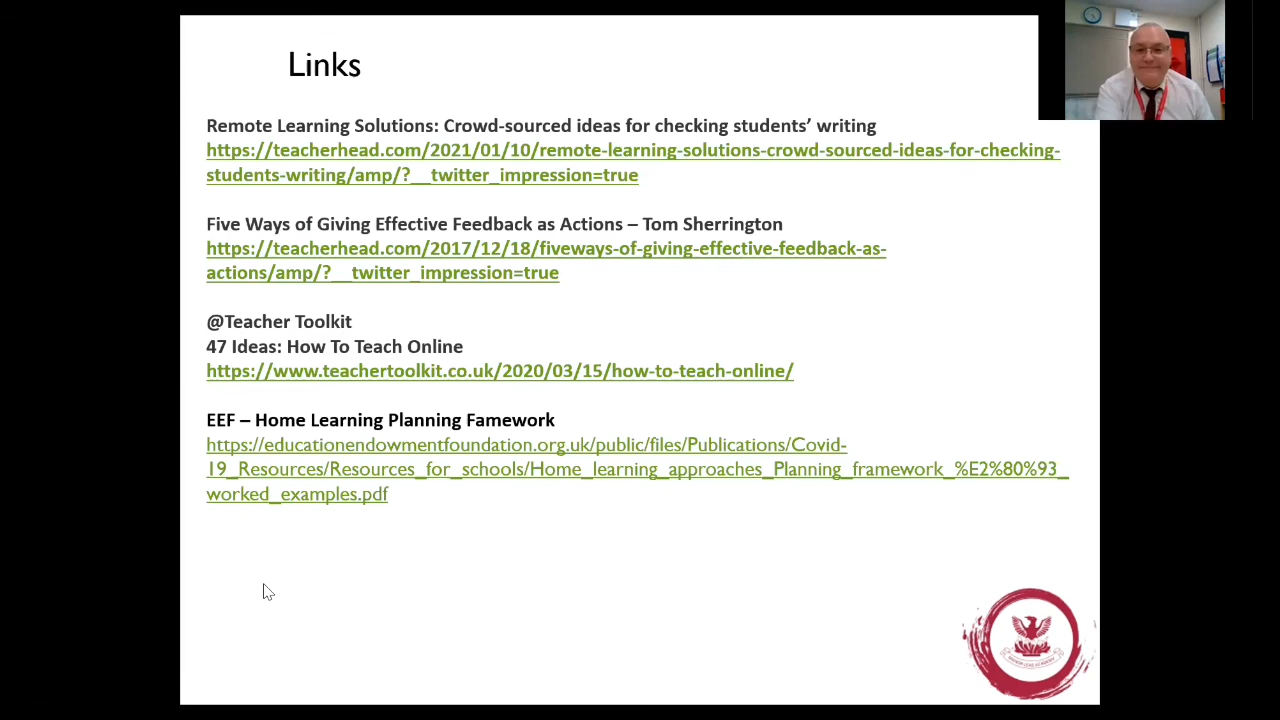 Links
Remote Learning Solutions: Crowd-sourced ideas for checking students’ writing
https://teacherhead.com/2021/01/10/remote-learning-solutions-crowd-sourced-ideas-for-checking-
students-writing/amp/?__twitter_impression=true
Five Ways of Giving Effective Feedback as Actions – Tom Sherrington
https://teacherhead.com/2017/12/18/fiveways-of-giving-effective-feedback-as-
actions/amp/?__twitter_impression=true
@Teacher Toolkit
47 Ideas: How To Teach Online
https://www.teachertoolkit.co.uk/2020/03/15/how-to-teach-online/
EEF – Home Learning Planning Famework
https://educationendowmentfoundation.org.uk/public/files/Publications/Covid-
19_Resources/Resources_for_schools/Home_learning_approaches_Planning_framework_%E2%80%93_
worked_examples.pdf